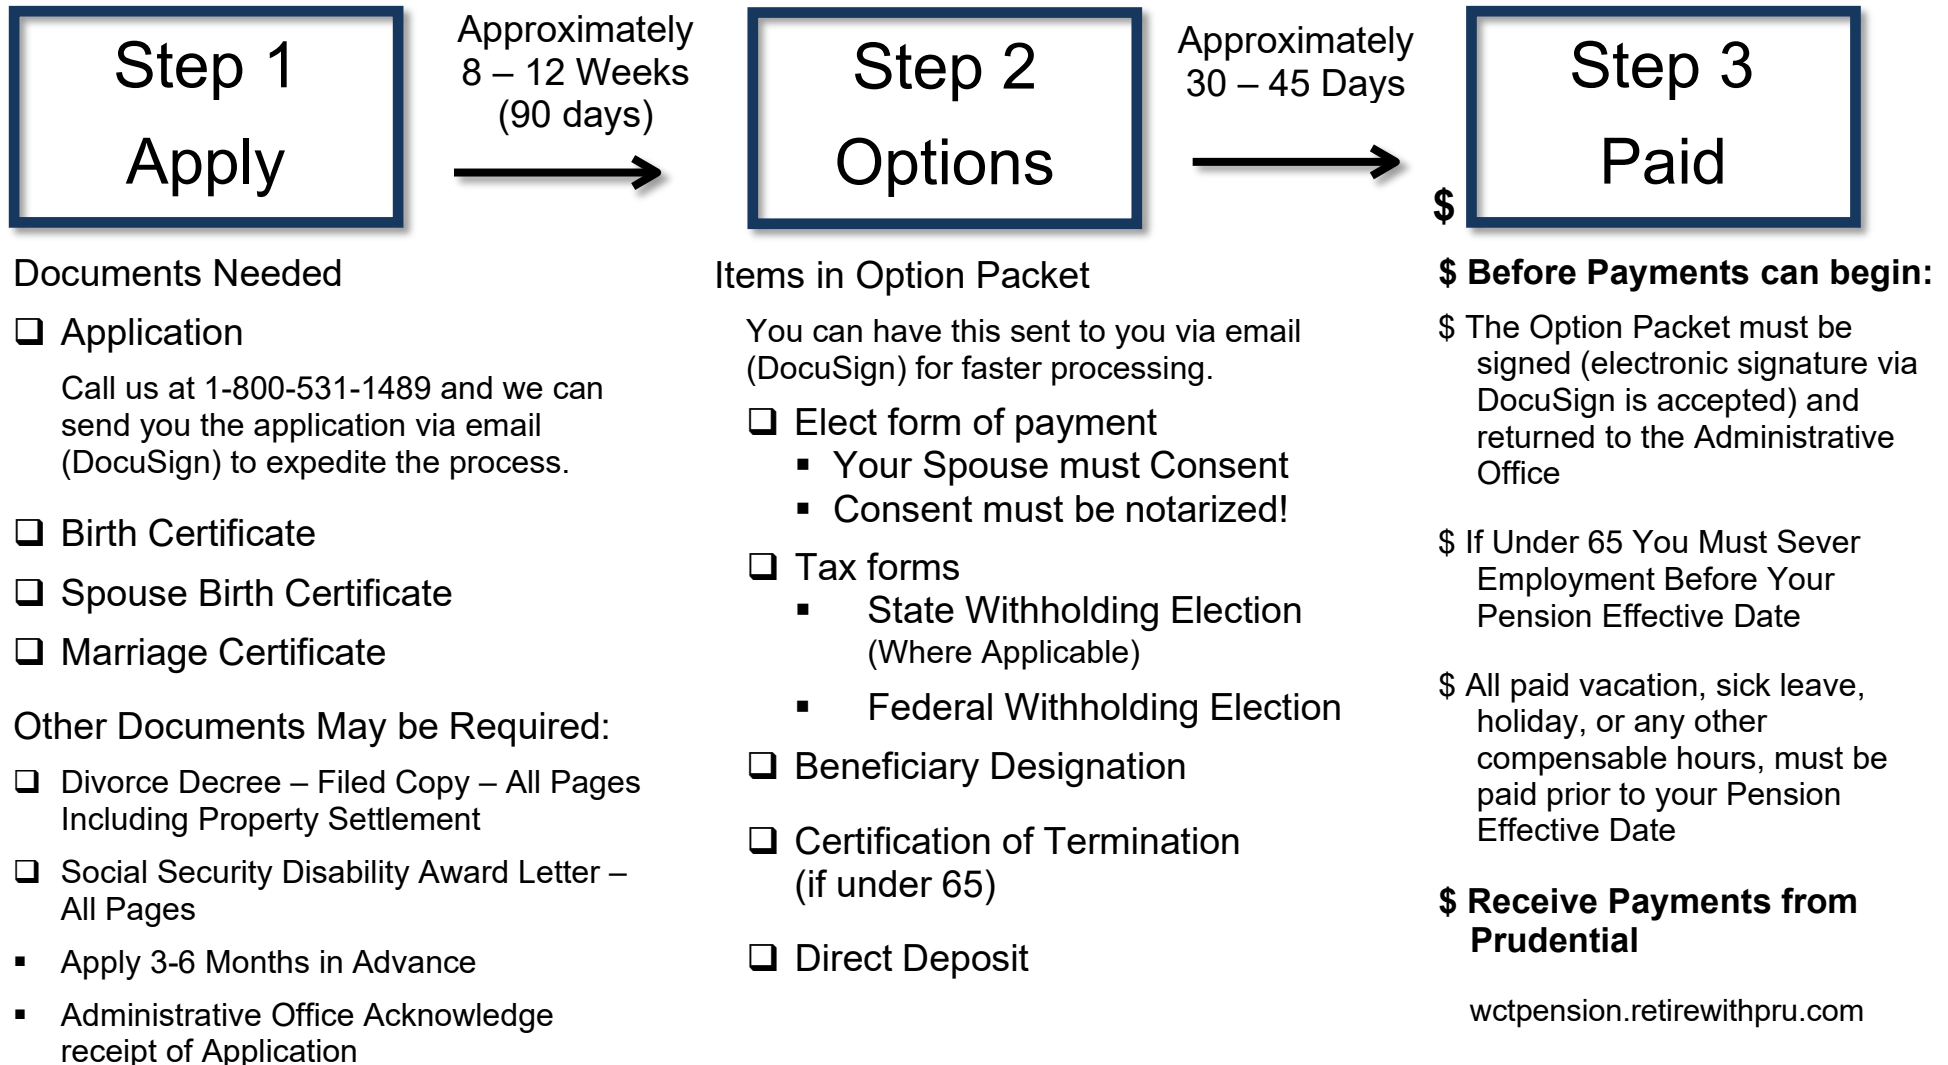 Step 1
Apply
Approximately
8 – 12 Weeks
(90 days)
Step 2
Options
Approximately
30 – 45 Days
$
Step 3
Paid
Documents Needed
❑ Application
Call us at 1-800-531-1489 and we can
send you the application via email
(DocuSign) to expedite the process.
❑ Birth Certificate
❑ Spouse Birth Certificate
❑ Marriage Certificate
Other Documents May be Required:
❑ Divorce Decree – Filed Copy – All Pages
Including Property Settlement
❑ Social Security Disability Award Letter –
All Pages
▪ Apply 3-6 Months in Advance
▪ Administrative Office Acknowledge
receipt of Application
Items in Option Packet
You can have this sent to you via email
(DocuSign) for faster processing.
❑ Elect form of payment
▪ Your Spouse must Consent
▪ Consent must be notarized!
❑ Tax forms
▪ State Withholding Election
(Where Applicable)
▪ Federal Withholding Election
❑ Beneficiary Designation
❑ Certification of Termination
(if under 65)
❑ Direct Deposit
$ Before Payments can begin:
$ The Option Packet must be
signed (electronic signature via
DocuSign is accepted) and
returned to the Administrative
Office
$ If Under 65 You Must Sever
Employment Before Your
Pension Effective Date
$ All paid vacation, sick leave,
holiday, or any other
compensable hours, must be
paid prior to your Pension
Effective Date
$ Receive Payments from
Prudential
wctpension.retirewithpru.com